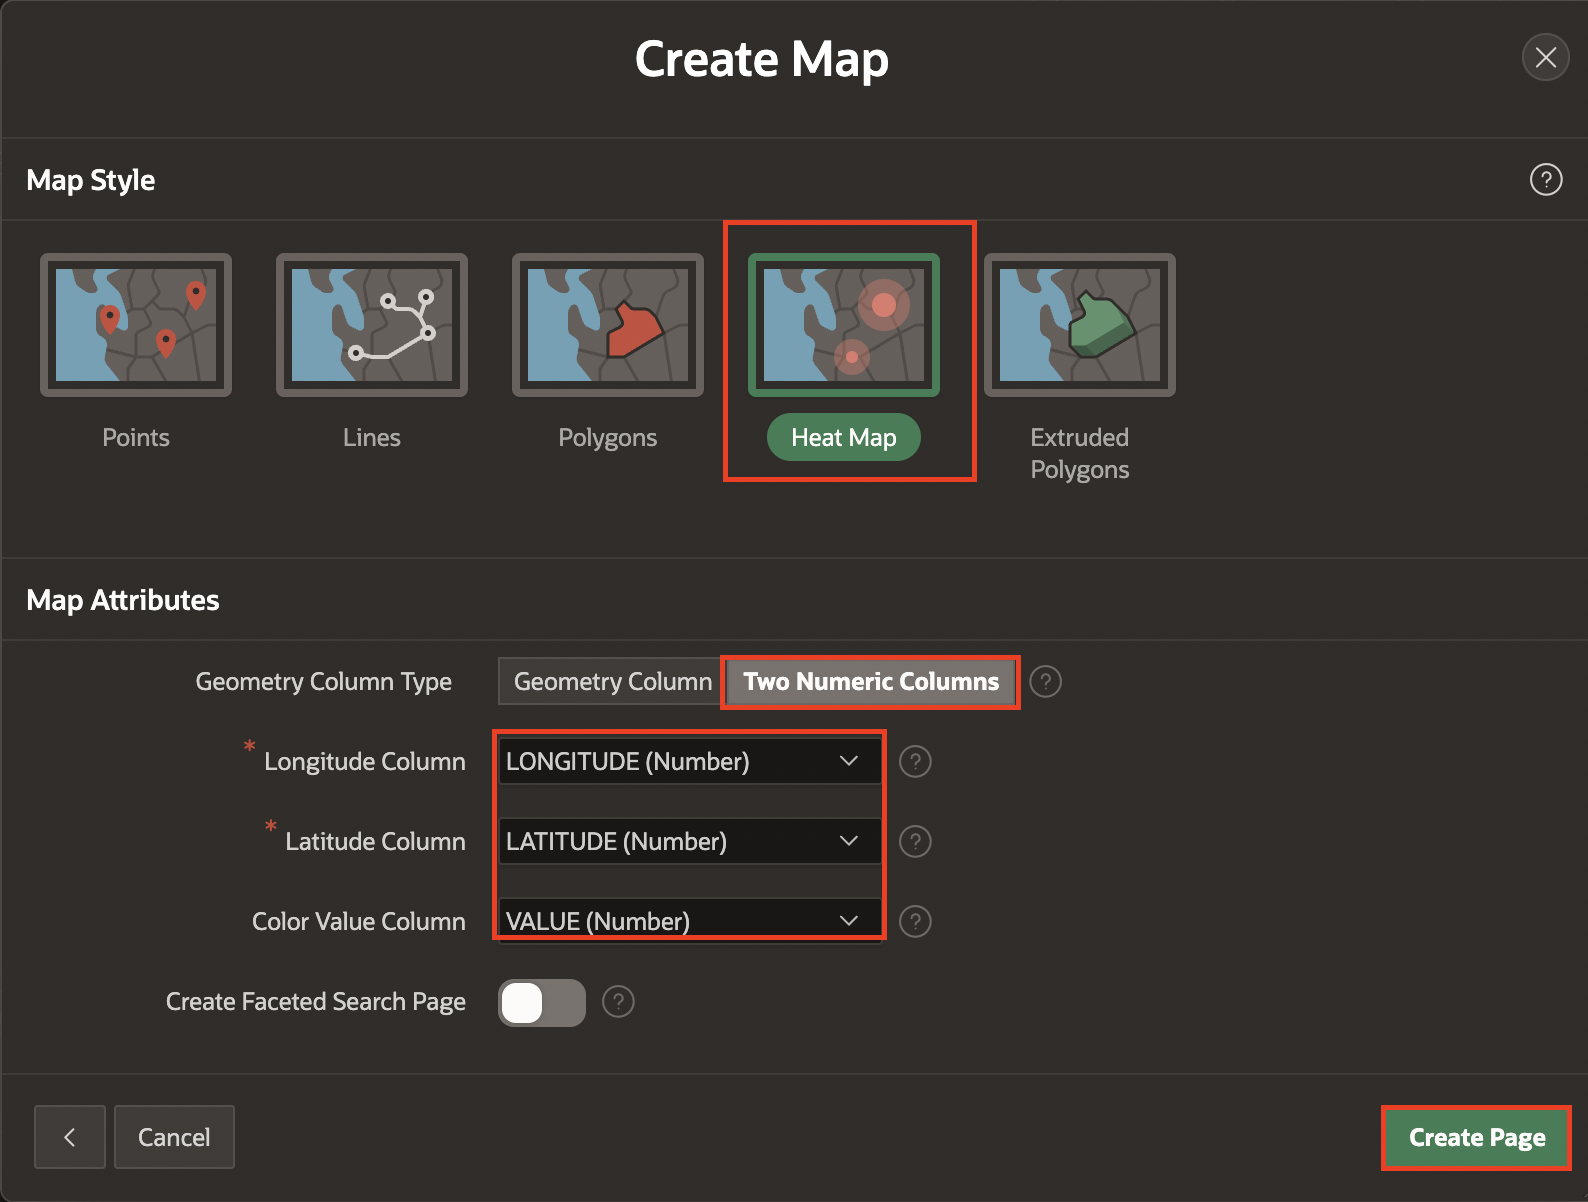 Create Map
Map Style
?
Points
Lines
Polygons
Heat Map
Extruded
Polygons
Map Attributes
Geometry Column Type Geometry Column Two Numeric Columns ?
* Longitude Column LONGITUDE (Number) ?
* Latitude Column LATITUDE (Number) ?
Color Value Column VALUE (Number) ?
Create Faceted Search Page ?
Cancel
Create Page